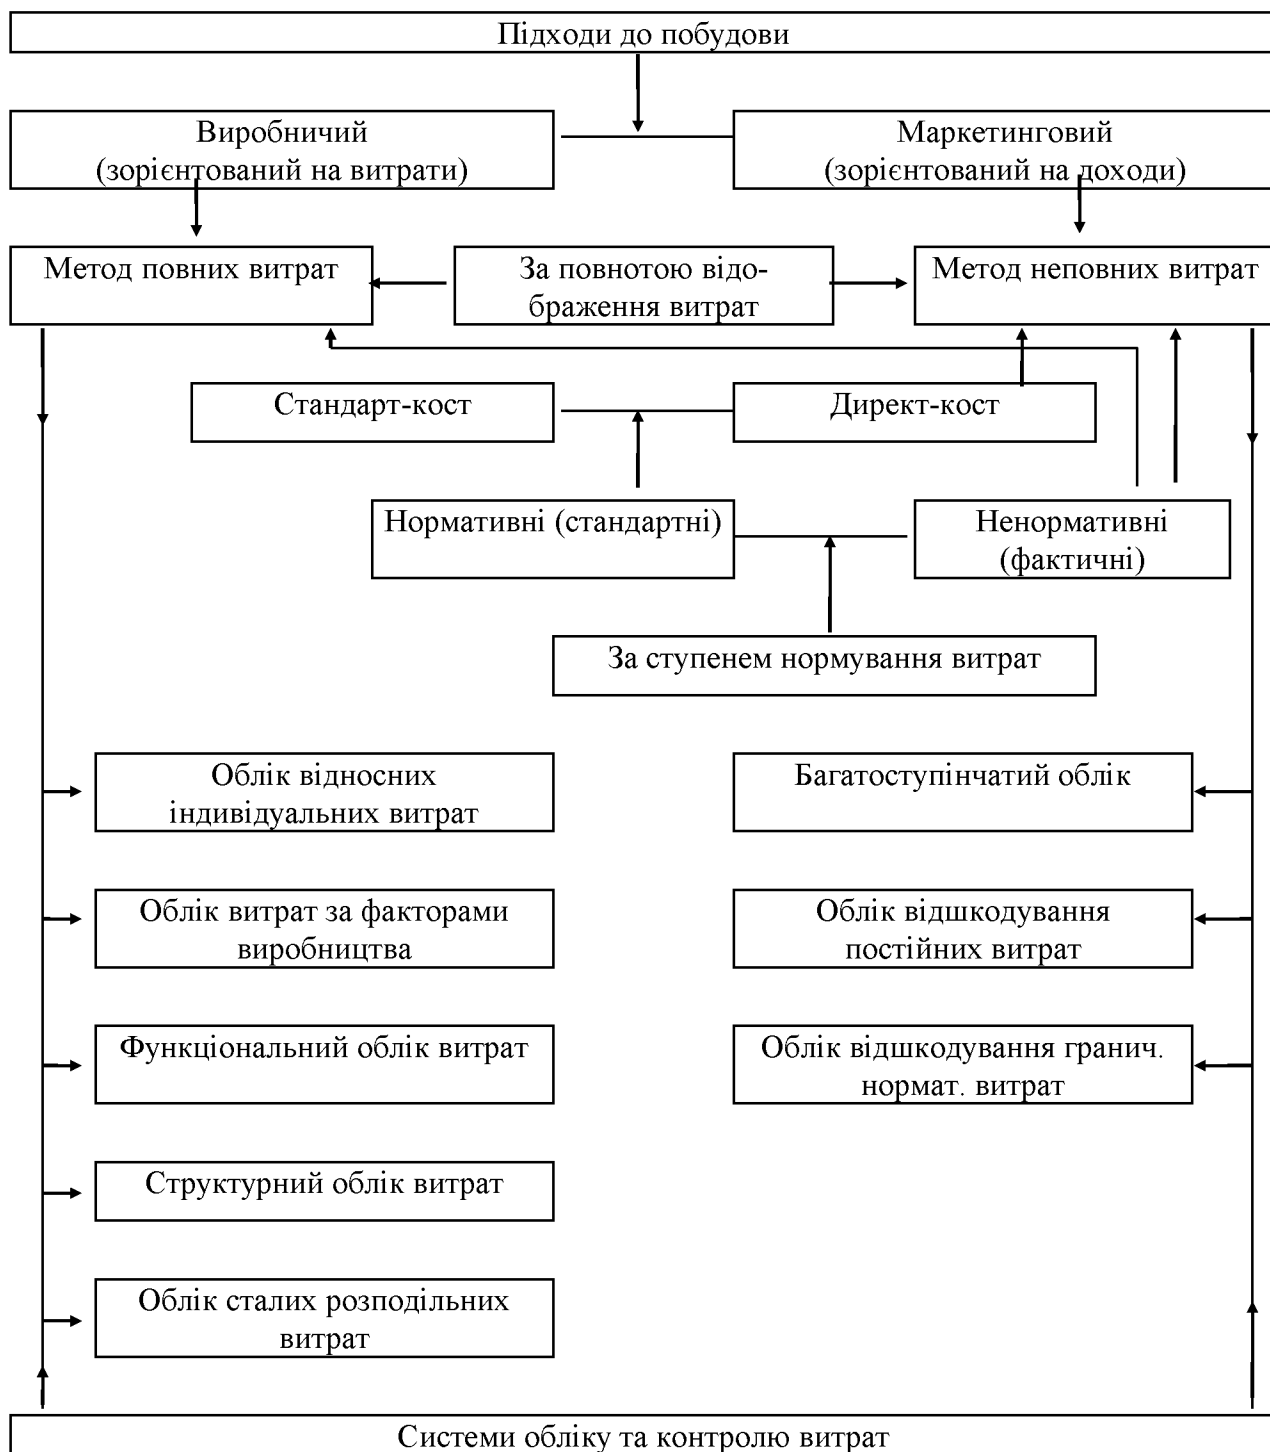 Підходи до побудови
Виробничий
(зорієнтований на витрати)
Маркетинговий
(зорієнтований на доходи)
Метод повних витрат
За повнотою відо-
браження витрат
Метод неповних витрат
Стандарт-кост
Директ-кост
Нормативні (стандартні)
Ненормативні
(фактичні)
За ступенем нормування витрат
Облік відносних
індивідуальних витрат
Багатоступінчатий облік
Облік витрат за факторами
виробництва
Облік відшкодування
постійних витрат
Функціональний облік витрат
Облік відшкодування гранич.
нормат. витрат
Структурний облік витрат
Облік сталих розподільних
витрат
Системи обліку та контролю витрат